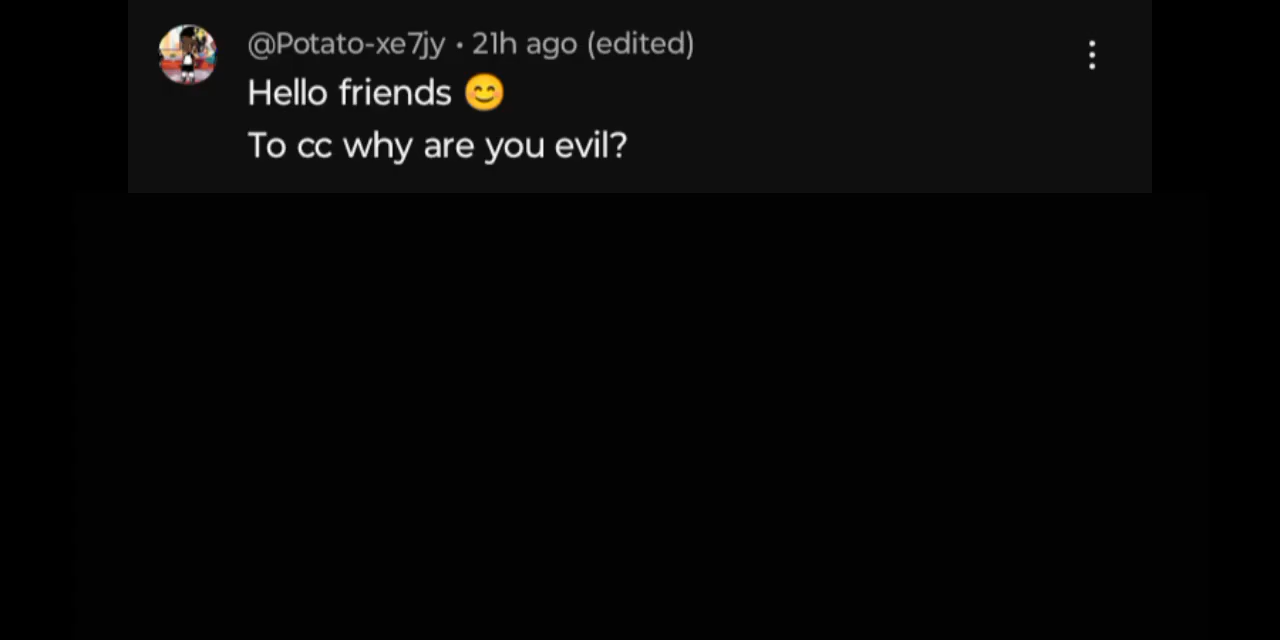 @Potato-xe7jy • 21h ago (edited)
Hello friends 😊
To cc why are you evil?